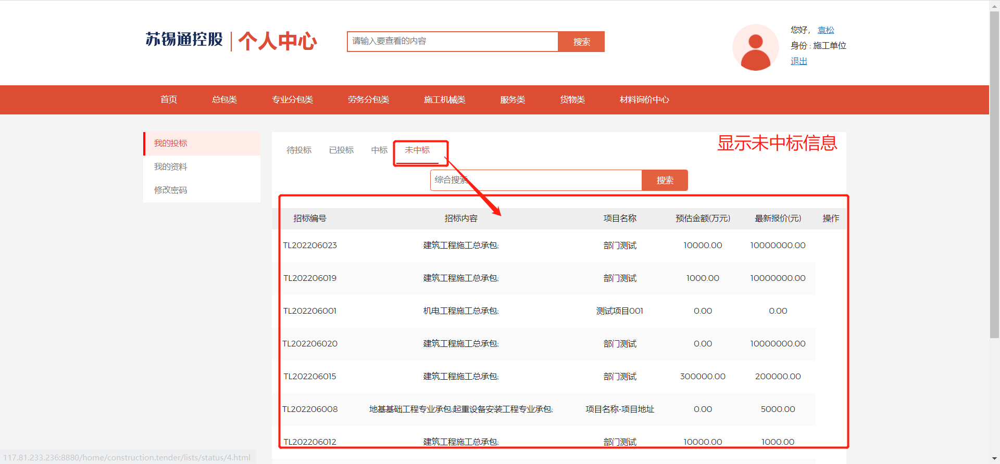 苏锡通控股 个人中心
请输入要查看的内容 搜索
您好， 袁松
身份 : 施工单位
退出
首页 总包类 专业分包类 劳务分包类 施工机械类 服务类 货物类 材料询价中心
我的投标
我的资料
修改密码
待投标 已投标 中标 未中标
显示未中标信息
综合搜索 搜索
招标编号 招标内容 项目名称 预估金额(万元) 最新报价(元) 操作
TL202206023 建筑工程施工总承包; 部门测试 10000.00 10000000.00
TL202206019 建筑工程施工总承包; 部门测试 1000.00 10000000.00
TL202206001 机电工程施工总承包; 测试项目001 0.00 0.00
TL202206020 建筑工程施工总承包; 部门测试 0.00 10000000.00
TL202206015 建筑工程施工总承包; 部门测试 300000.00 200000.00
TL202206008 地基基础工程专业承包;起重设备安装工程专业承包; 项目名称-项目地址 0.00 5000.00
TL202206012 建筑工程施工总承包; 部门测试 10000.00 1000.00
117.81.233.236:8880/home/construction.tender/lists/status/4.html